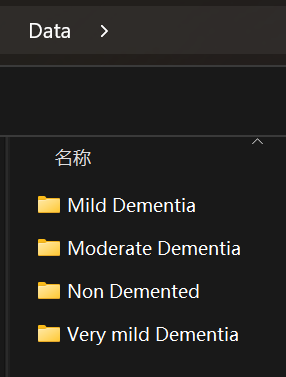 Data
名称
Mild Dementia
Moderate Dementia
Non Demented
Very mild Dementia